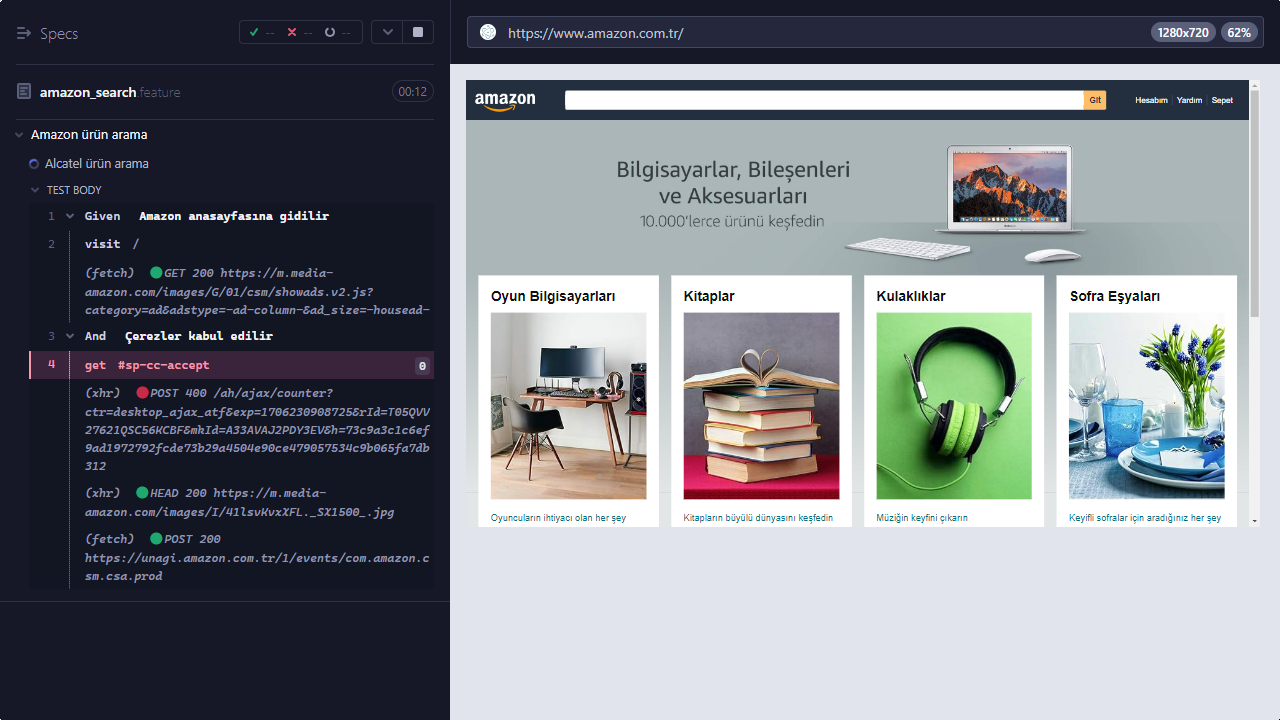 Specs
--
--
--
https://www.amazon.com.tr/
1280x720
62%
amazon_search.feature
00:12
Amazon ürün arama
Alcatel ürün arama
TEST BODY
1 Given Amazon anasayfasına gidilir
2 visit /
(fetch) GET 200 https://m.media-
amazon.com/images/G/01/csm/showads.v2.js?
category=ad&adstype=-ad-column-&ad_size=-housead-
3 And Çerezler kabul edilir
4 get #sp-cc-accept 0
(xhr) POST 400 /ah/ajax/counter?
ctr=desktop_ajax_atf&exp=1706230908725&rId=T05QVV
27621QSC56KCBF&mkId=A33AVAJ2PDY3EV&h=73c9a3c1c6ef
9ad1972792fcde73b29a4504e90ce479057534c9b065fa7db
312
(xhr) HEAD 200 https://m.media-
amazon.com/images/I/41lsvKvxXFL._SX1500_.jpg
(fetch) POST 200
https://unagi.amazon.com.tr/1/events/com.amazon.c
sm.csa.prod
amazon
Git
Hesabım
Yardım
Sepet
Bilgisayarlar, Bileşenleri
ve Aksesuarları
10.000'lerce ürünü keşfedin
Oyun Bilgisayarları
Kitaplar
Kulaklıklar
Sofra Eşyaları
Oyuncuların ihtiyacı olan her şey
Kitapların büyülü dünyasını keşfedin
Müziğin keyfini çıkarın
Keyifli sofralar için aradığınız her şey